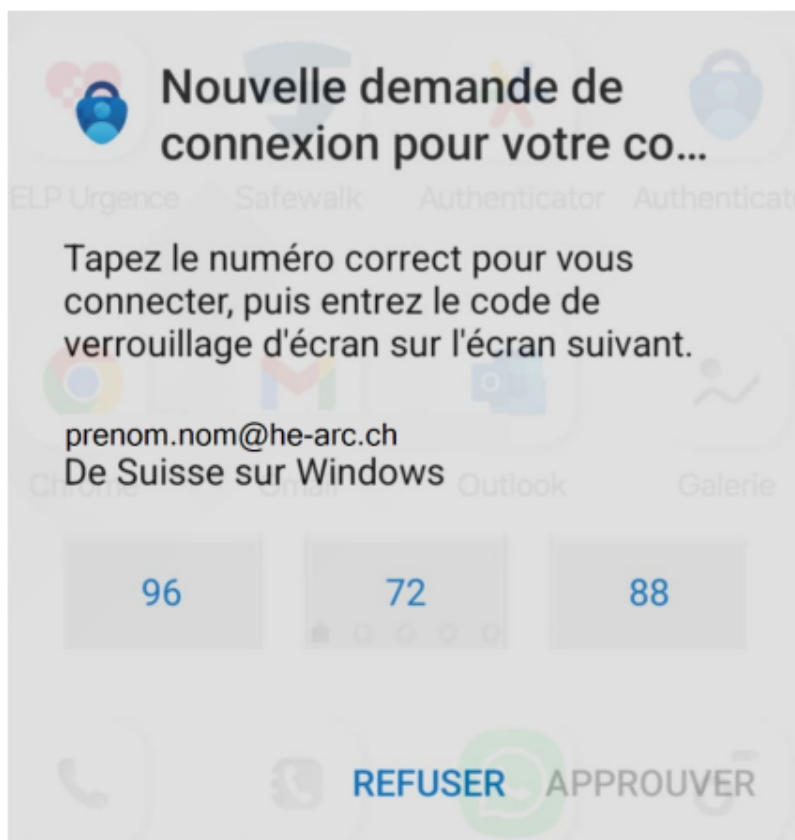 Nouvelle demande de
connexion pour votre co...
ELP Urgence Safewalk Authenticator Authenticat
Tapez le numéro correct pour vous
connecter, puis entrez le code de
verrouillage d'écran sur l'écran suivant.
prenom.nom@he-arc.ch
De Suisse sur Windows
Chrome Gmail Outlook Galerie
96 72 88
REFUSER APPROUVER